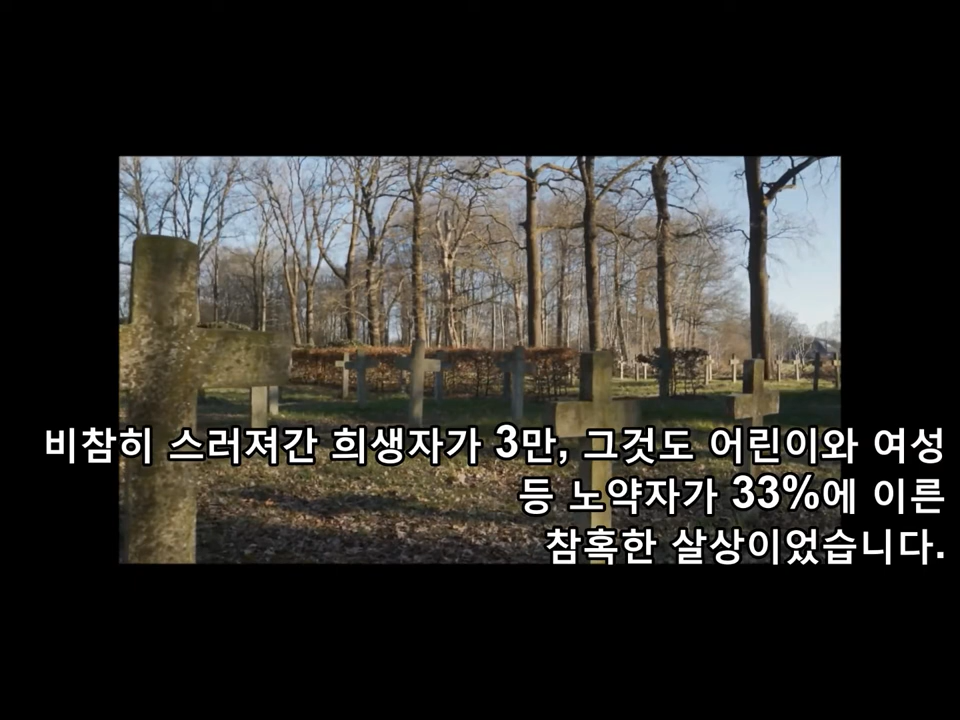 비참히 스러져간 희생자가 3만, 그것도 어린이와 여성
등 노약자가 33%에 이른
참혹한 살상이었습니다.